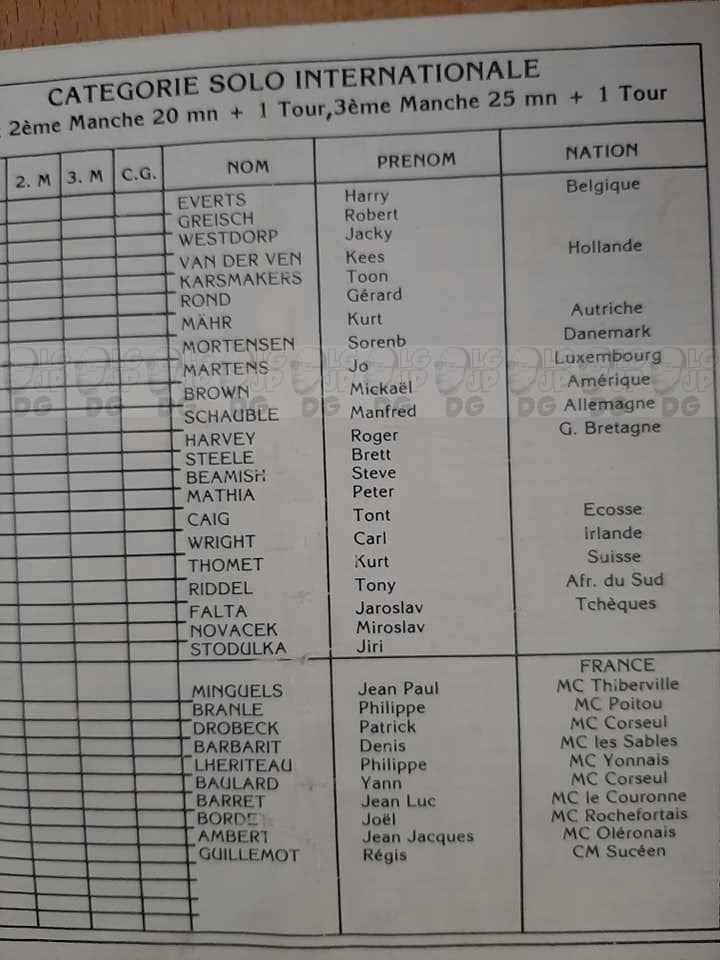 CATEGORIE SOLO INTERNATIONALE
: 2ème Manche 20 mn + 1 Tour,3ème Manche 25 mn + 1 Tour
2. M 3. M C.G. NOM PRENOM NATION
EVERTS Harry Belgique
GREISCH Robert
WESTDORP Jacky
VAN DER VEN Kees Hollande
KARSMAKERS Toon
ROND Gérard
MÄHR Kurt Autriche
MORTENSEN Sorenb Danemark
MARTENS Jo Luxembourg
BROWN Mickaël Amérique
SCHAUBLE Manfred Allemagne
HARVEY Roger G. Bretagne
STEELE Brett
BEAMISH Steve
MATHIA Peter
CAIG Tont Ecosse
WRIGHT Carl Irlande
THOMET Kurt Suisse
RIDDEL Tony Afr. du Sud
FALTA Jaroslav Tchèques
NOVACEK Miroslav
STODULKA Jiri
FRANCE
MINGUELS Jean Paul MC Thiberville
BRANLE Philippe MC Poitou
DROBECK Patrick MC Corseul
BARBARIT Denis MC les Sables
LHERITEAU Philippe MC Yonnais
BAULARD Yann MC Corseul
BARRET Jean Luc MC le Couronne
BORDEY Joël MC Rochefortais
AMBERT Jean Jacques MC Oléronais
GUILLEMOT Régis CM Sucéen
LG JP DG